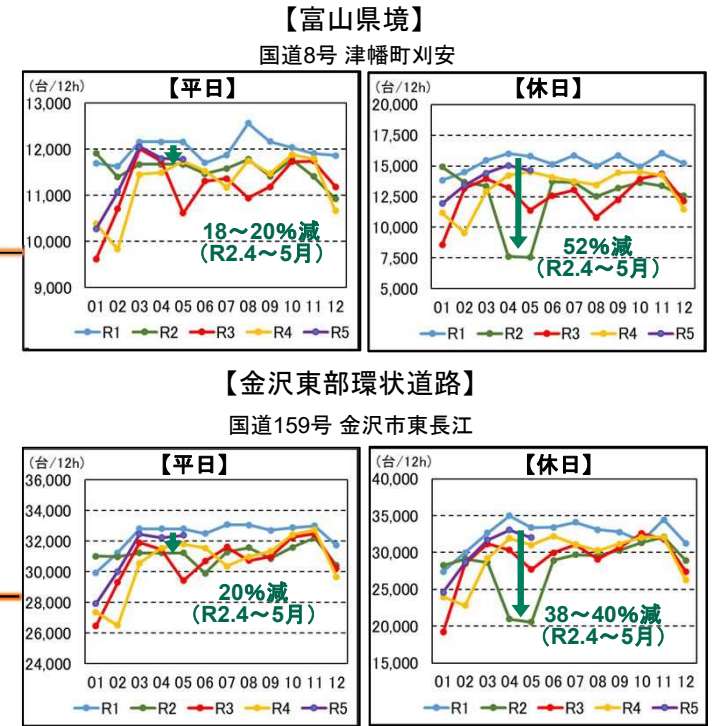 【富山県境】
国道8号 津幡町刈安
(台/12h)
【平日】
13,000
12,000
11,000
10,000
9,000
18～20%減
(R2.4～5月)
01 02 03 04 05 06 07 08 09 10 11 12
R1 R2 R3 R4 R5
(台/12h)
【休日】
20,000
17,500
15,000
12,500
10,000
7,500
5,000
52%減
(R2.4～5月)
01 02 03 04 05 06 07 08 09 10 11 12
R1 R2 R3 R4 R5
【金沢東部環状道路】
国道159号 金沢市東長江
(台/12h)
【平日】
36,000
34,000
32,000
30,000
28,000
26,000
24,000
20%減
(R2.4～5月)
01 02 03 04 05 06 07 08 09 10 11 12
R1 R2 R3 R4 R5
(台/12h)
【休日】
40,000
35,000
30,000
25,000
20,000
15,000
38～40%減
(R2.4～5月)
01 02 03 04 05 06 07 08 09 10 11 12
R1 R2 R3 R4 R5